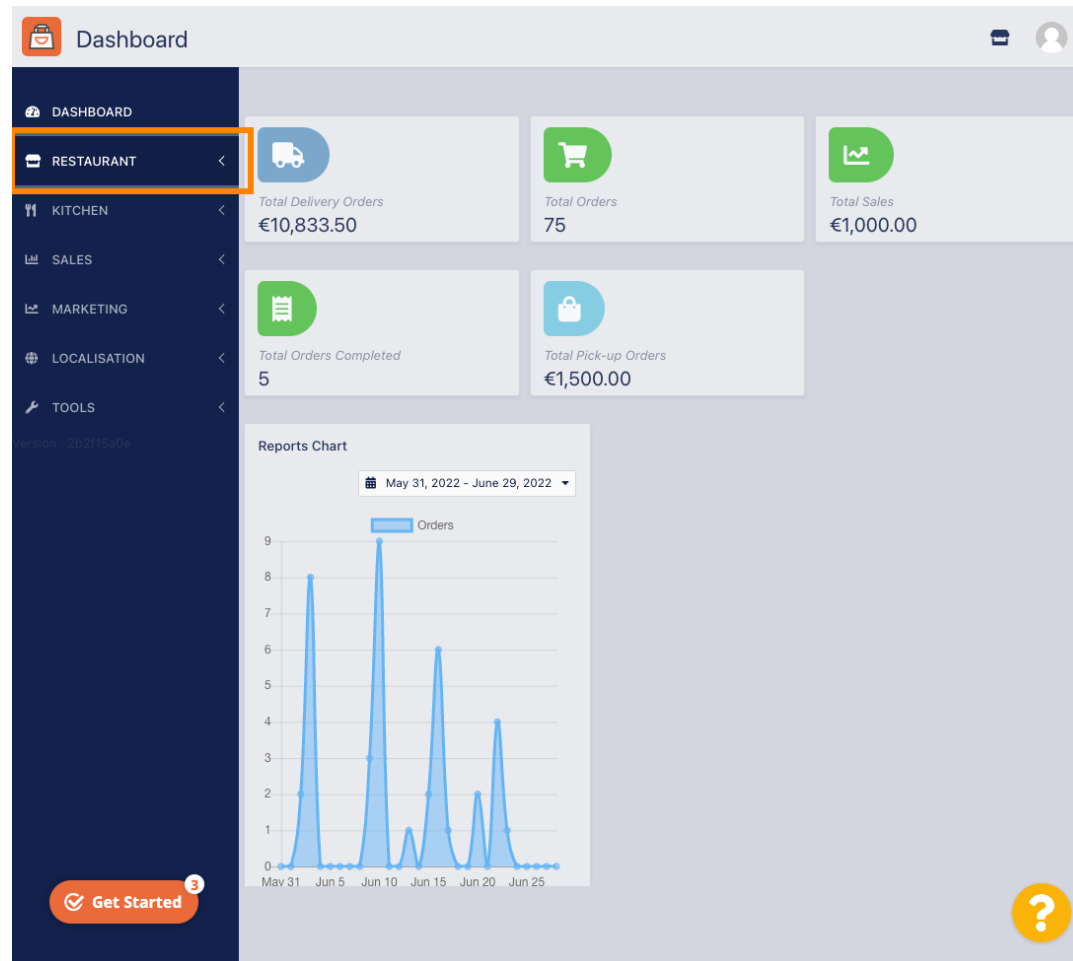 Dashboard
DASHBOARD
RESTAURANT
KITCHEN
SALES
MARKETING
LOCALISATION
TOOLS
Version : 2b2f15a0e
Total Delivery Orders
€10,833.50
Total Orders
75
Total Sales
€1,000.00
Total Orders Completed
5
Total Pick-up Orders
€1,500.00
Reports Chart
May 31, 2022 - June 29, 2022
Orders
9
8
7
6
5
4
3
2
1
0
May 31 Jun 5 Jun 10 Jun 15 Jun 20 Jun 25
Get Started
3
?